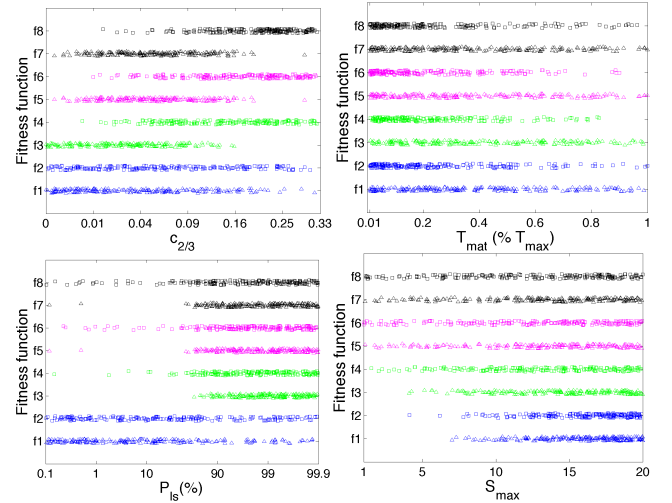 Fitness function
f8
f7
f6
f5
f4
f3
f2
f1
0 0.01 0.04 0.09 0.16 0.25 0.33
c2/3
Fitness function
f8
f7
f6
f5
f4
f3
f2
f1
0.01 0.2 0.4 0.6 0.8 1
Tmat (% Tmax)
Fitness function
f8
f7
f6
f5
f4
f3
f2
f1
0.1 1 10 90 99 99.9
Pls(%)
Fitness function
f8
f7
f6
f5
f4
f3
f2
f1
1 5 10 15 20
Smax